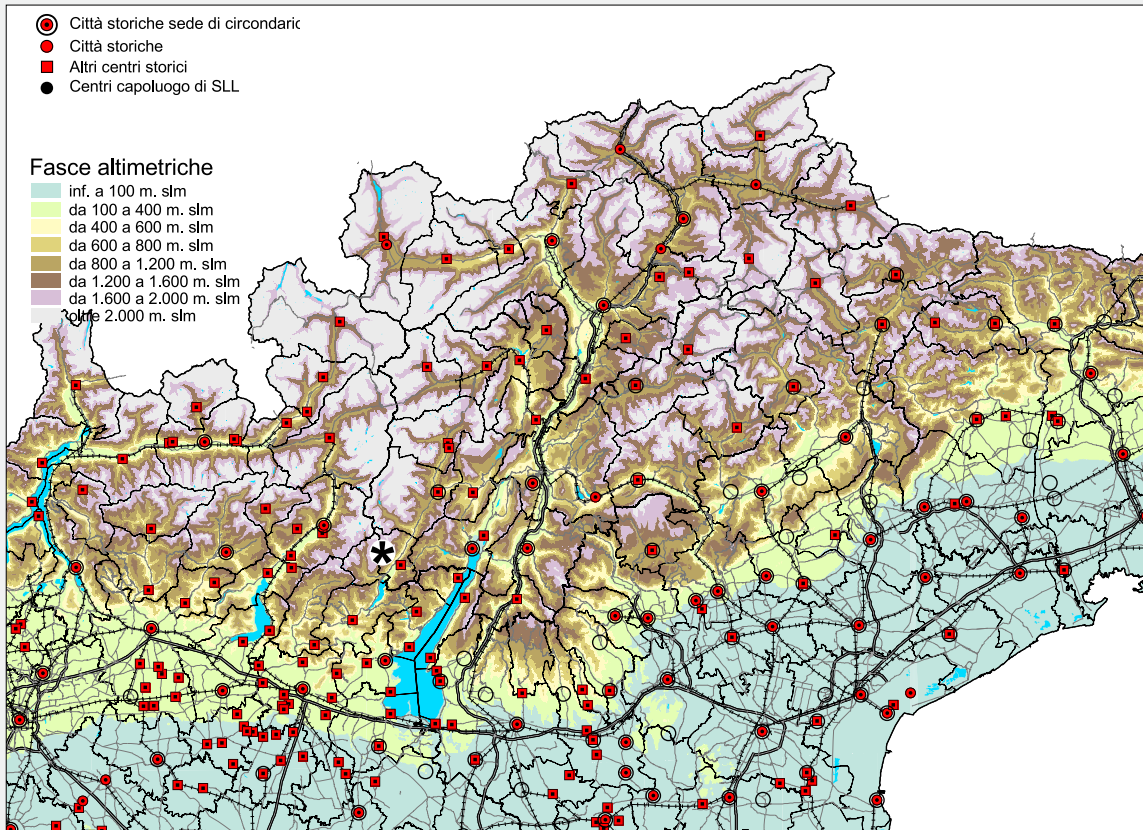 Città storiche sede di circondario
Città storiche
Altri centri storici
Centri capoluogo di SLL
Fasce altimetriche
inf. a 100 m. slm
da 100 a 400 m. slm
da 400 a 600 m. slm
da 600 a 800 m. slm
da 800 a 1.200 m. slm
da 1.200 a 1.600 m. slm
da 1.600 a 2.000 m. slm
oltre 2.000 m. slm
*